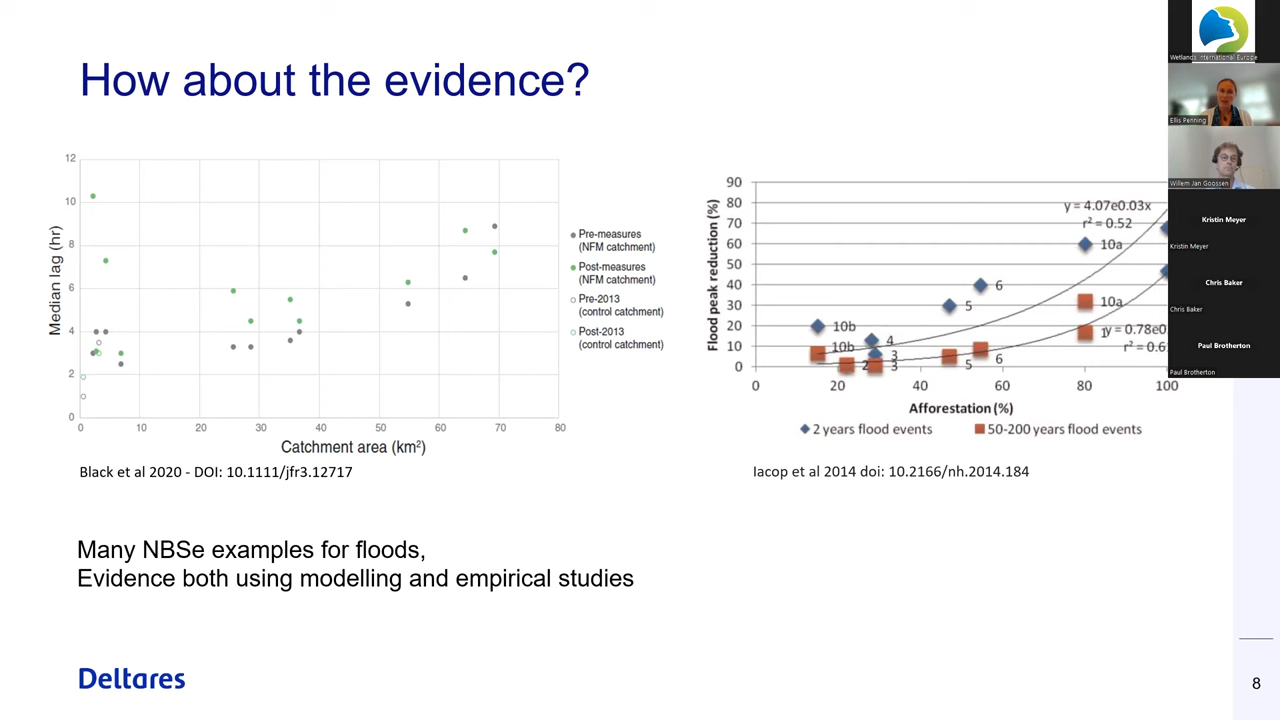 How about the evidence?
12
10
8
6
4
2
0
Median lag (hr)
0 10 20 30 40 50 60 70 80
Catchment area (km²)
Pre-measures
(NFM catchment)
Post-measures
(NFM catchment)
Pre-2013
(control catchment)
Post-2013
(control catchment)
Black et al 2020 - DOI: 10.1111/jfr3.12717
90
80
70
60
50
40
30
20
10
0
Flood peak reduction (%)
y = 4.07e0.03x
r² = 0.52
10a
6
5
10a
10b
4
10b
3
y = 0.78e0
5
6
2
3
0 20 40 60 80 100
Afforestation (%)
2 years flood events
50-200 years flood events
Iacop et al 2014 doi: 10.2166/nh.2014.184
Many NBSe examples for floods,
Evidence both using modelling and empirical studies
Deltares
8
Wetlands International Europe
Ellis Penning
Willem Jan Goossen
Kristin Meyer
Kristin Meyer
Chris Baker
Chris Baker
Paul Brotherton
Paul Brotherton